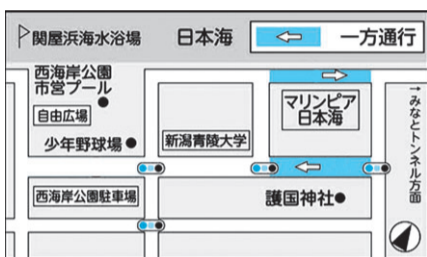 関屋浜海水浴場
日本海
一方通行
西海岸公園
市営プール
自由広場
少年野球場
新潟青陵大学
マリンピア
日本海
→みなとトンネル方面
西海岸公園駐車場
護国神社